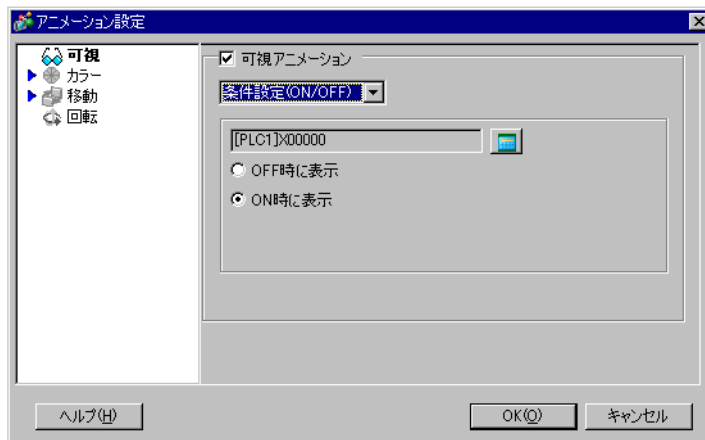 アニメーション設定
可視
カラー
移動
回転
可視アニメーション
条件設定(ON/OFF)
[PLC1]X00000
OFF時に表示
ON時に表示
ヘルプ(H)
OK(O)
キャンセル